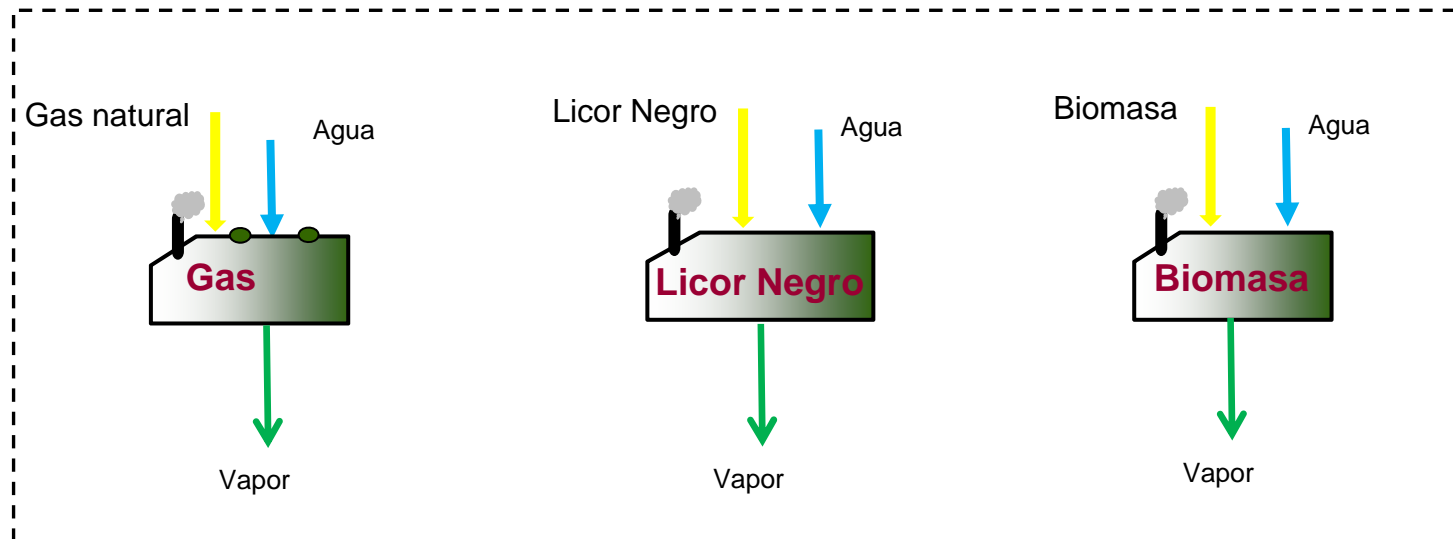 Gas natural
Agua
Gas
Vapor
Licor Negro
Agua
Licor Negro
Vapor
Biomasa
Agua
Biomasa
Vapor